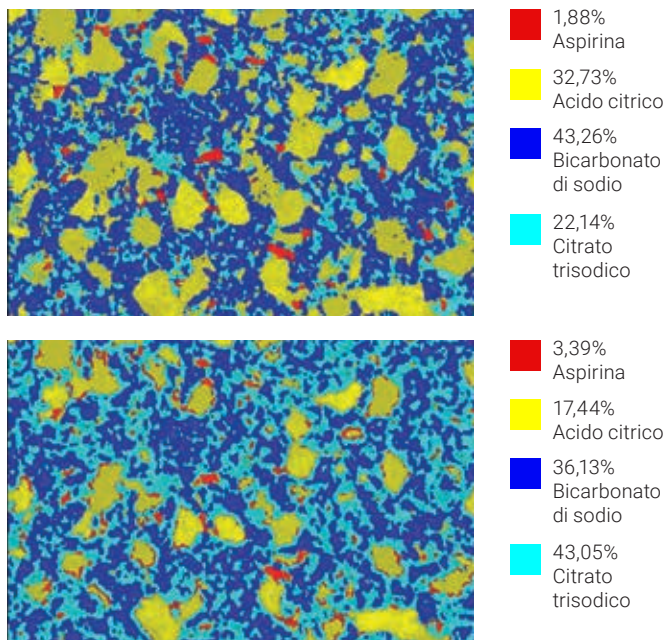 1,88%
Aspirina
32,73%
Acido citrico
43,26%
Bicarbonato
di sodio
22,14%
Citrato
trisodico
3,39%
Aspirina
17,44%
Acido citrico
36,13%
Bicarbonato
di sodio
43,05%
Citrato
trisodico